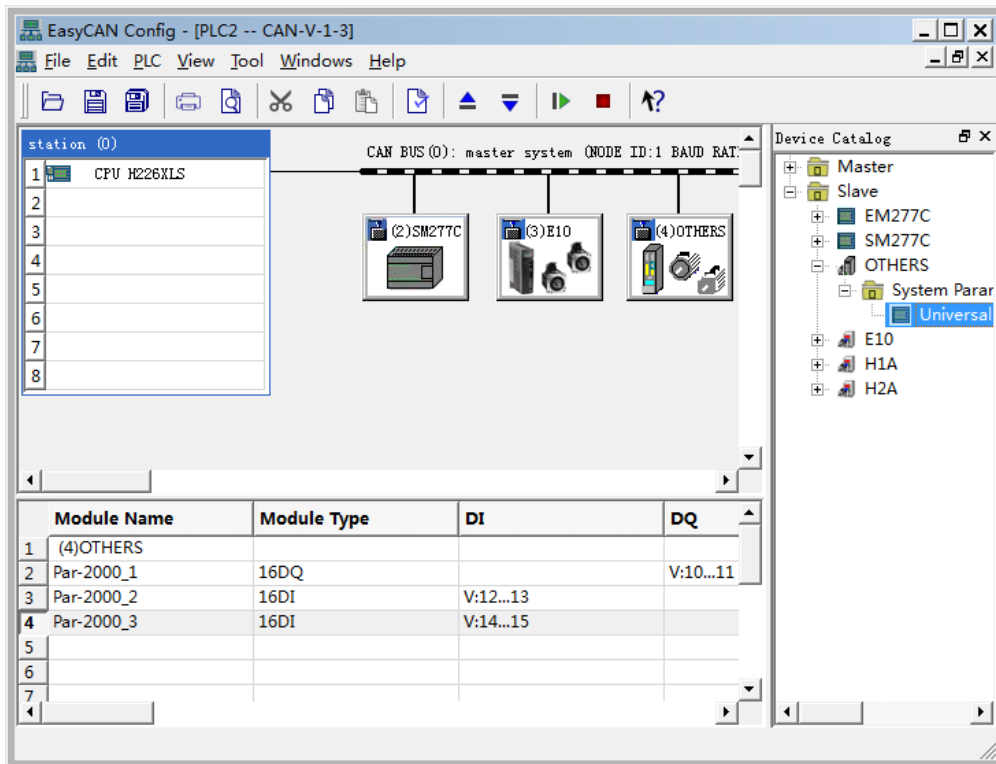 EasyCAN Config - [PLC2 -- CAN-V-1-3]
File Edit PLC View Tool Windows Help
station (0)
1 CPU H226XLS
2
3
4
5
6
7
8
CAN BUS(0): master system (NODE ID:1 BAUD RAT
(2)SM277C
(3)E10
(4)OTHERS
Device Catalog
Master
Slave
EM277C
SM277C
OTHERS
System Parar
Universal
E10
H1A
H2A
Module Name Module Type DI DQ
1 (4)OTHERS
2 Par-2000_1 16DQ V:10...11
3 Par-2000_2 16DI V:12...13
4 Par-2000_3 16DI V:14...15
5
6
7